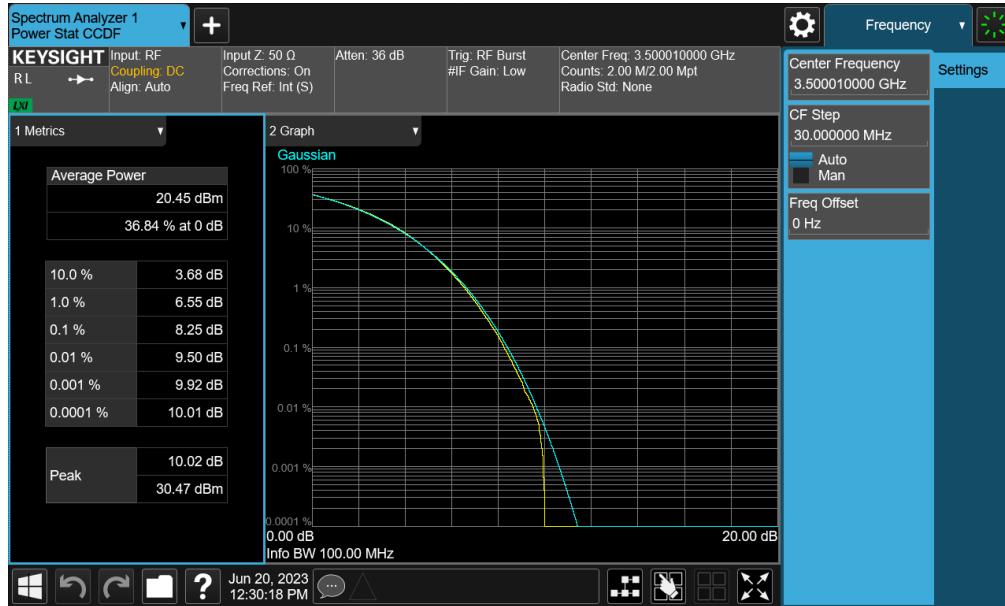 Spectrum Analyzer 1
Power Stat CCDF
Frequency
KEYSIGHT
R L
LXI
Input: RF
Coupling: DC
Align: Auto
Input Z: 50 Ω
Corrections: On
Freq Ref: Int (S)
Atten: 36 dB
Trig: RF Burst
#IF Gain: Low
Center Freq: 3.500010000 GHz
Counts: 2.00 M/2.00 Mpt
Radio Std: None
Center Frequency
3.500010000 GHz
Settings
CF Step
30.000000 MHz
Auto
Man
Freq Offset
0 Hz
1 Metrics
Average Power
20.45 dBm
36.84 % at 0 dB
10.0 % 3.68 dB
1.0 % 6.55 dB
0.1 % 8.25 dB
0.01 % 9.50 dB
0.001 % 9.92 dB
0.0001 % 10.01 dB
Peak 10.02 dB
30.47 dBm
2 Graph
Gaussian
100 %
10 %
1 %
0.1 %
0.01 %
0.001 %
0.0001 %
0.00 dB 20.00 dB
Info BW 100.00 MHz
?
Jun 20, 2023
12:30:18 PM